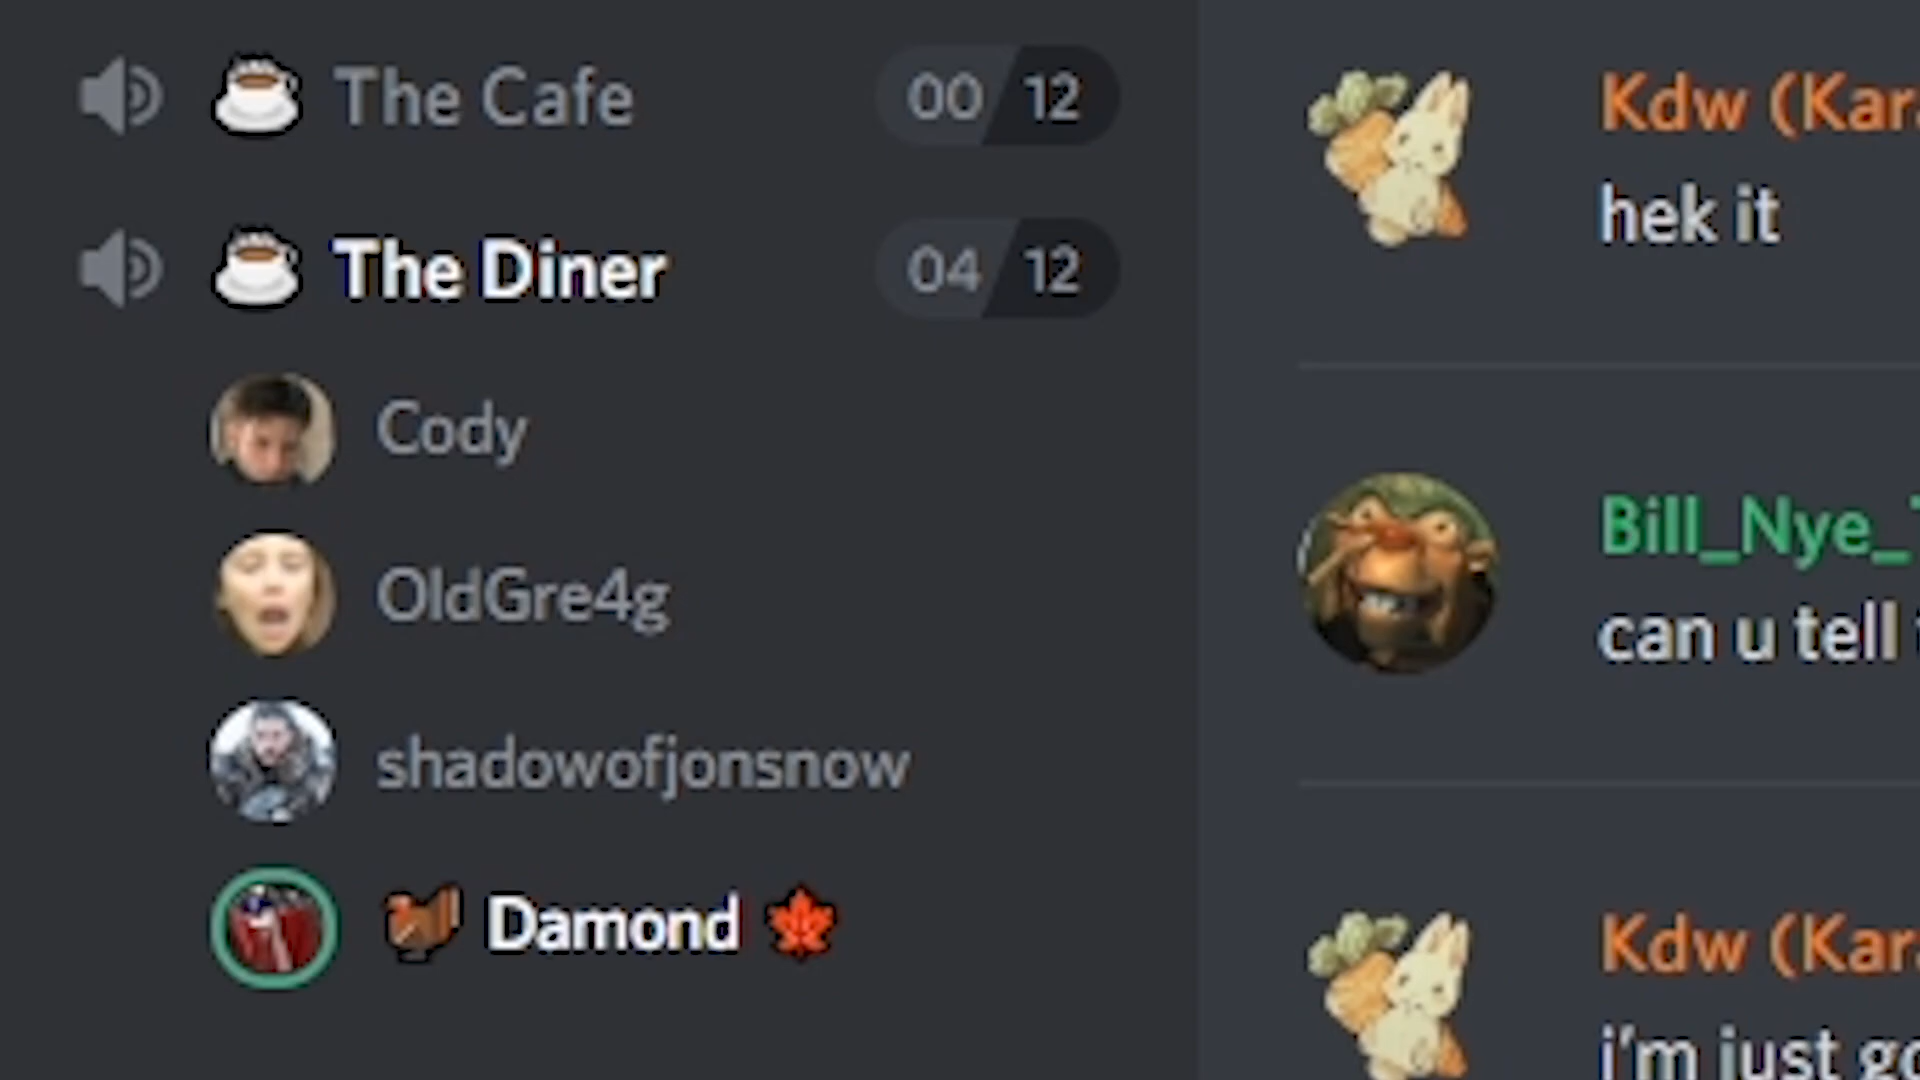 The Cafe 00 12
The Diner 04 12
Cody
OldGre4g
shadowofjonsnow
Damond
Kdw (Kar
hek it
Bill_Nye_
can u tell
Kdw (Kar
i'm just go